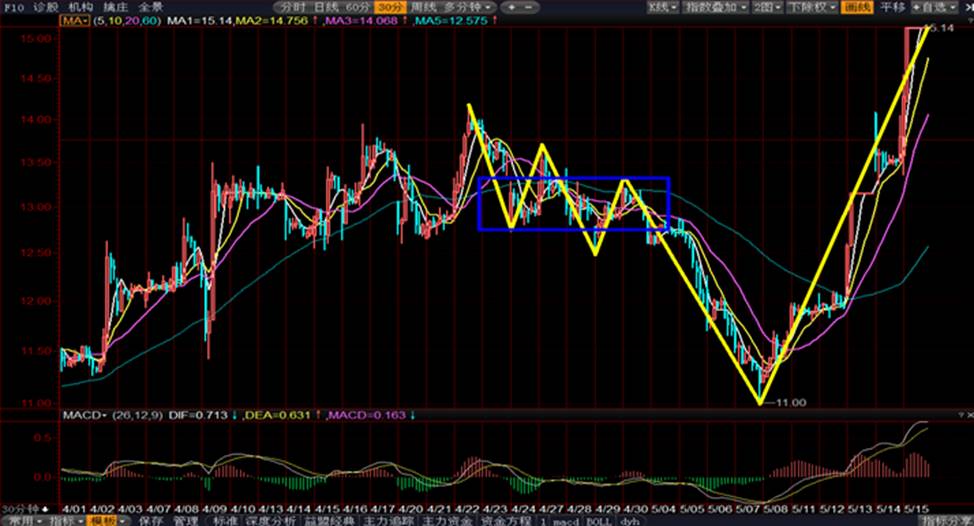 F10 诊股 机构 擒庄 全景 分时 日线 60分 30分 周线 多分钟 + - K线 指数叠加 2图 下除权 画线 平移 +自选
MA (5,10,20,60) MA1=15.14,MA2=14.756↑,MA3=14.068↑,MA5=12.575↑
15.00
15.14
14.50
14.00
13.50
13.00
12.50
12.00
11.50
11.00
11.00
MACD (26,12,9) DIF=0.713↓,DEA=0.631↑,MACD=0.163↓ ?×
0.5
0.0
30分钟 4/01 4/02 4/03 4/07 4/08 4/09 4/10 4/13 4/14 4/15 4/16 4/17 4/20 4/21 4/22 4/23 4/24 4/27 4/28 4/29 4/30 5/04 5/05 5/06 5/07 5/08 5/11 5/12 5/13 5/14 5/15
常用 指标 模板 保存 管理 标准 深度分析 益盟经典 主力追踪 主力资金 资金方程 1 macd BOLL dyh 指标分